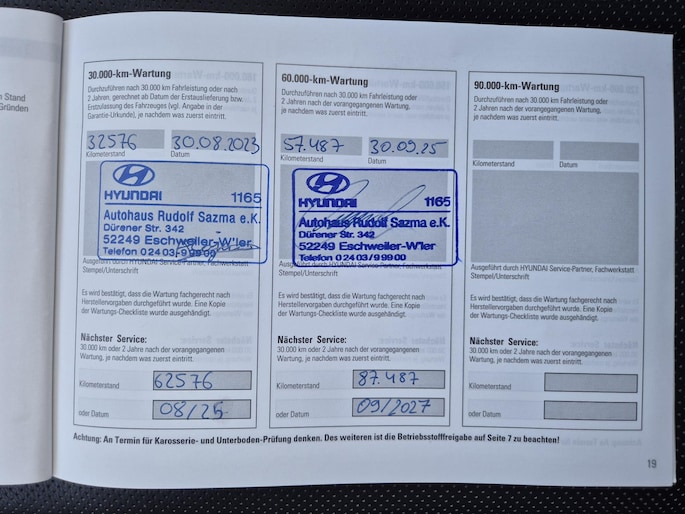 n Stand
Gründen
30.000-km-Wartung
Durchzuführen nach 30.000 km Fahrleistung oder nach
2 Jahren, gerechnet ab Datum der Erstauslieferung bzw.
Erstzulassung des Fahrzeuges (vgl. Angabe in der
Garantie-Urkunde), je nachdem was zuerst eintritt.
32576 30.08.2023
Kilometerstand Datum
HYUNDAI 1165
Autohaus Rudolf Sazma e.K.
Dürener Str. 342
52249 Eschweiler-W'ler
Telefon 02403/99900
Ausgeführt durch HYUNDAI Service-Partner, Fachwerkstatt
Stempel/Unterschrift
Es wird bestätigt, dass die Wartung fachgerecht nach
Herstellervorgaben durchgeführt wurde. Eine Kopie
der Wartungs-Checkliste wurde ausgehändigt.
Nächster Service:
30.000 km oder 2 Jahre nach der vorangegangenen
Wartung, je nachdem was zuerst eintritt.
Kilometerstand 62576
oder Datum 08/25
60.000-km-Wartung
Durchzuführen nach 30.000 km Fahrleistung oder
2 Jahren nach der vorangegangenen Wartung,
je nachdem was zuerst eintritt.
57.487 30.09.25
Kilometerstand Datum
HYUNDAI 1165
Autohaus Rudolf Sazma e.K.
Dürener Str. 342
52249 Eschweiler-W'ler
Telefon 02403/99900
Ausgeführt durch HYUNDAI Service-Partner, Fachwerkstatt
Stempel/Unterschrift
Es wird bestätigt, dass die Wartung fachgerecht nach
Herstellervorgaben durchgeführt wurde. Eine Kopie
der Wartungs-Checkliste wurde ausgehändigt.
Nächster Service:
30.000 km oder 2 Jahre nach der vorangegangenen
Wartung, je nachdem was zuerst eintritt.
Kilometerstand 87.487
oder Datum 09/2027
90.000-km-Wartung
Durchzuführen nach 30.000 km Fahrleistung oder
2 Jahren nach der vorangegangenen Wartung,
je nachdem was zuerst eintritt.
Kilometerstand Datum
Ausgeführt durch HYUNDAI Service-Partner, Fachwerkstatt
Stempel/Unterschrift
Es wird bestätigt, dass die Wartung fachgerecht nach
Herstellervorgaben durchgeführt wurde. Eine Kopie
der Wartungs-Checkliste wurde ausgehändigt.
Nächster Service:
30.000 km oder 2 Jahre nach der vorangegangenen
Wartung, je nachdem was zuerst eintritt.
Kilometerstand
oder Datum
Achtung: An Termin für Karosserie- und Unterboden-Prüfung denken. Des weiteren ist die Betriebsstofffreigabe auf Seite 7 zu beachten!
19